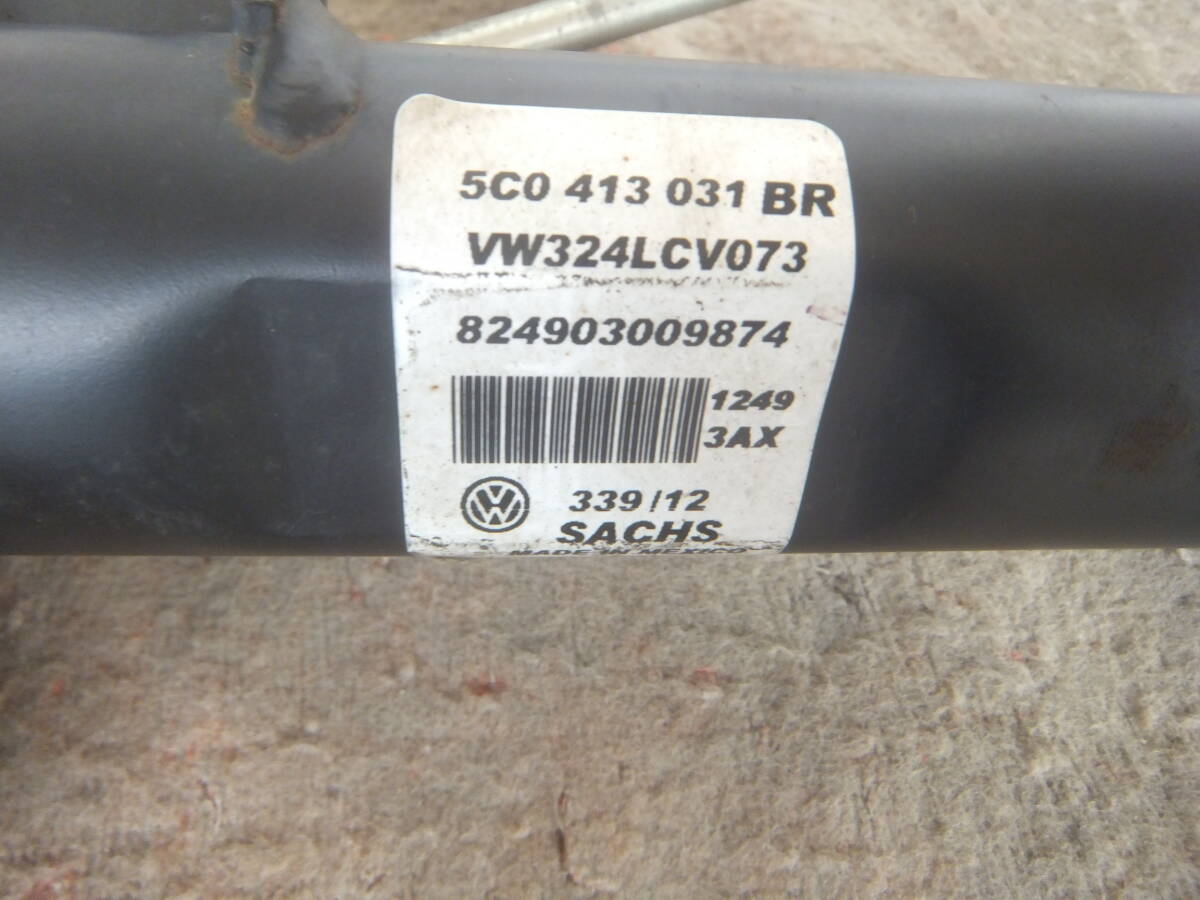 5C0 413 031 BR
VW324LCV073
824903009874
1249
3AX
339/12
SACHS
MADE IN MEXICO